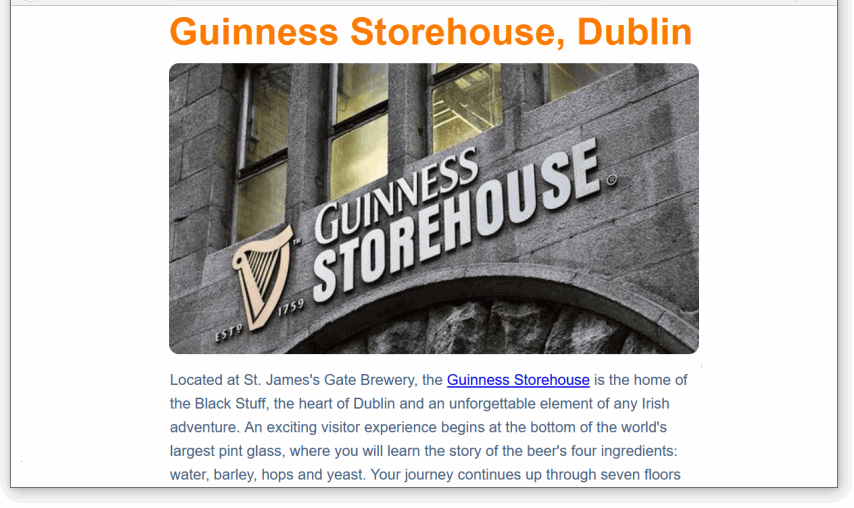 Guinness Storehouse, Dublin
GUINNESS
STOREHOUSE
®
™
ESTD 1759
Located at St. James's Gate Brewery, the Guinness Storehouse is the home of
the Black Stuff, the heart of Dublin and an unforgettable element of any Irish
adventure. An exciting visitor experience begins at the bottom of the world's
largest pint glass, where you will learn the story of the beer's four ingredients:
water, barley, hops and yeast. Your journey continues up through seven floors